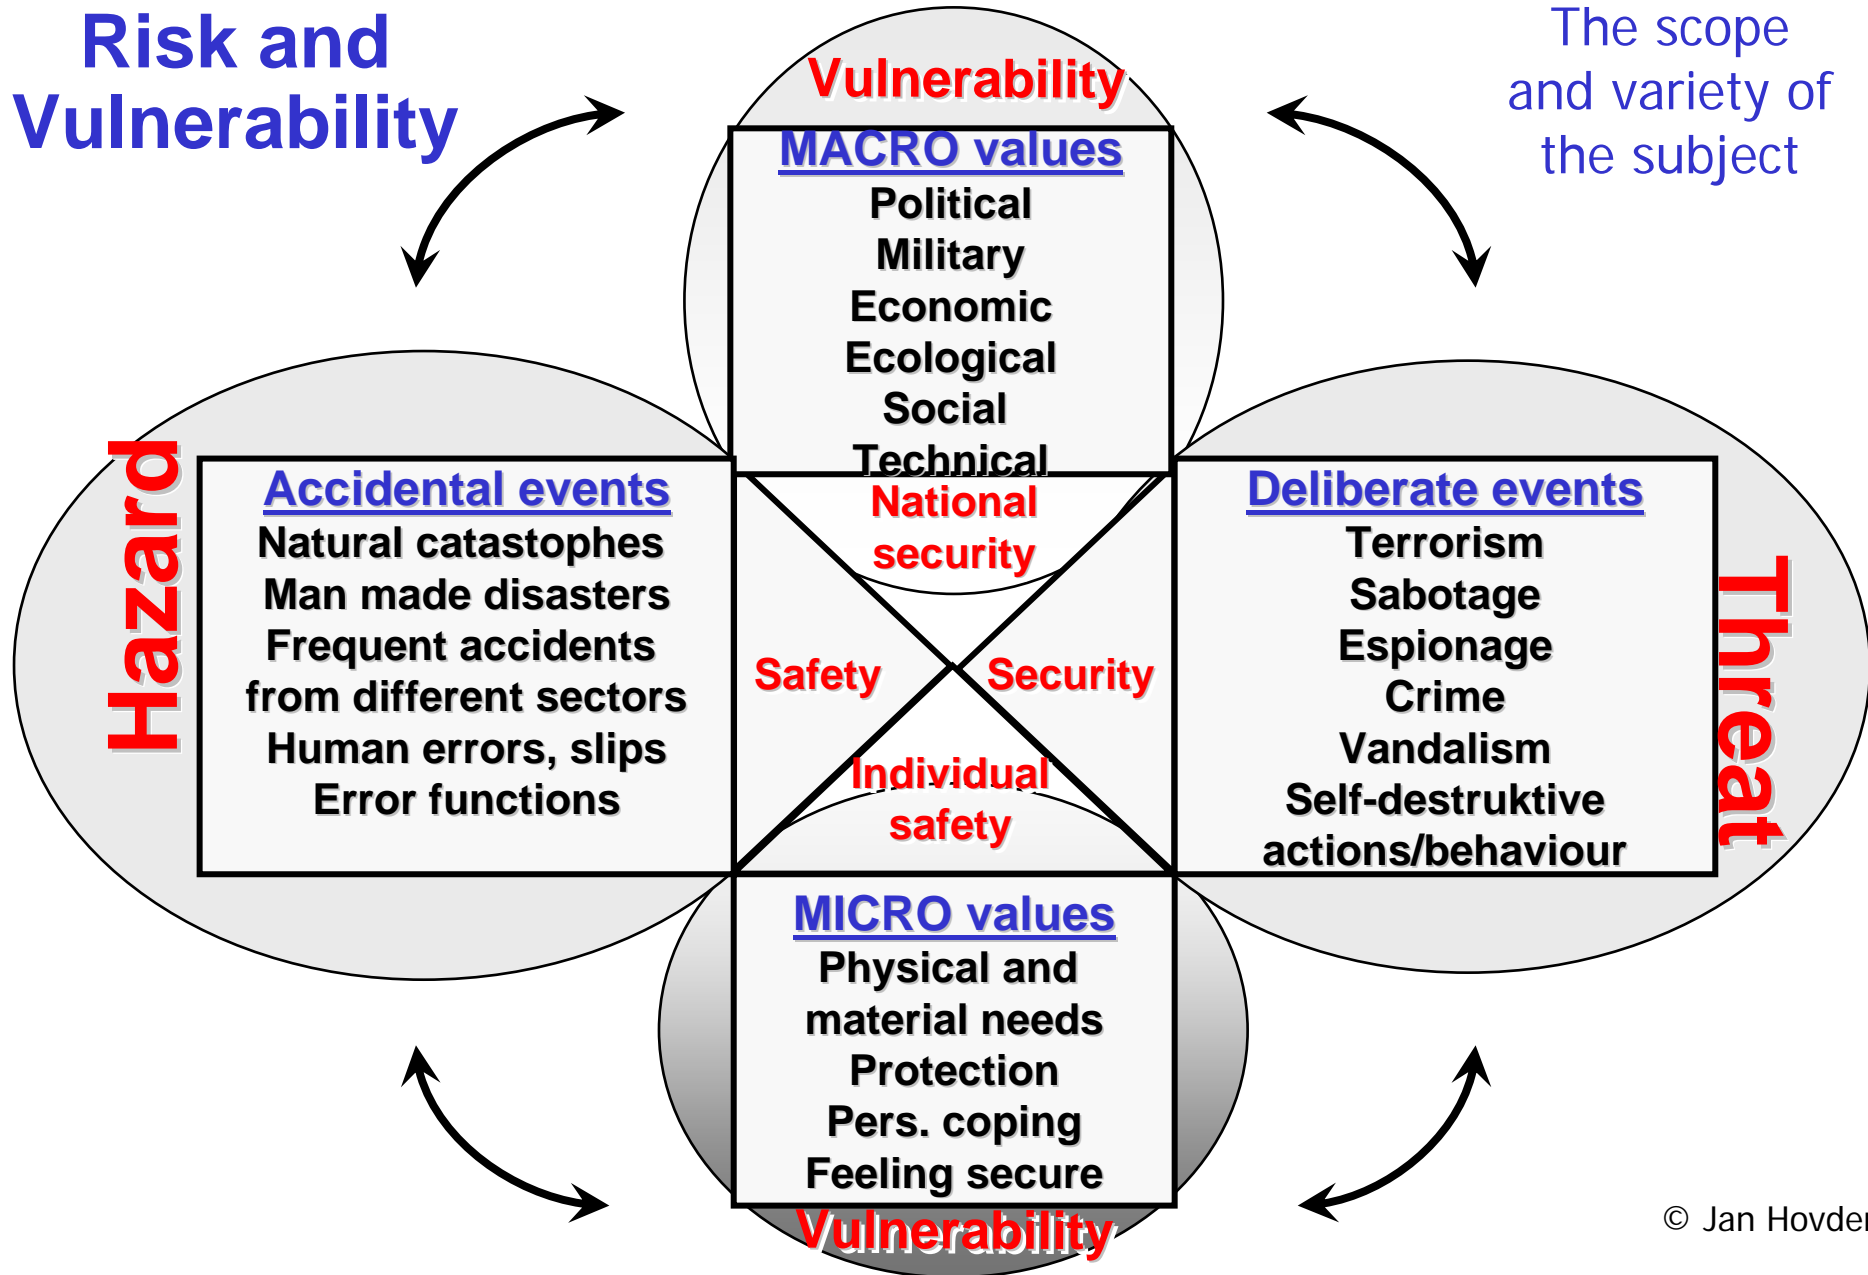 Risk and
Vulnerability
The scope
and variety of
the subject
Vulnerability
MACRO values
Political
Military
Economic
Ecological
Social
Technical
Hazard
Accidental events
Natural catastophes
Man made disasters
Frequent accidents
from different sectors
Human errors, slips
Error functions
National
security
Safety
Security
Individual
safety
Deliberate events
Terrorism
Sabotage
Espionage
Crime
Vandalism
Self-destruktive
actions/behaviour
Threat
MICRO values
Physical and
material needs
Protection
Pers. coping
Feeling secure
Vulnerability
© Jan Hovden